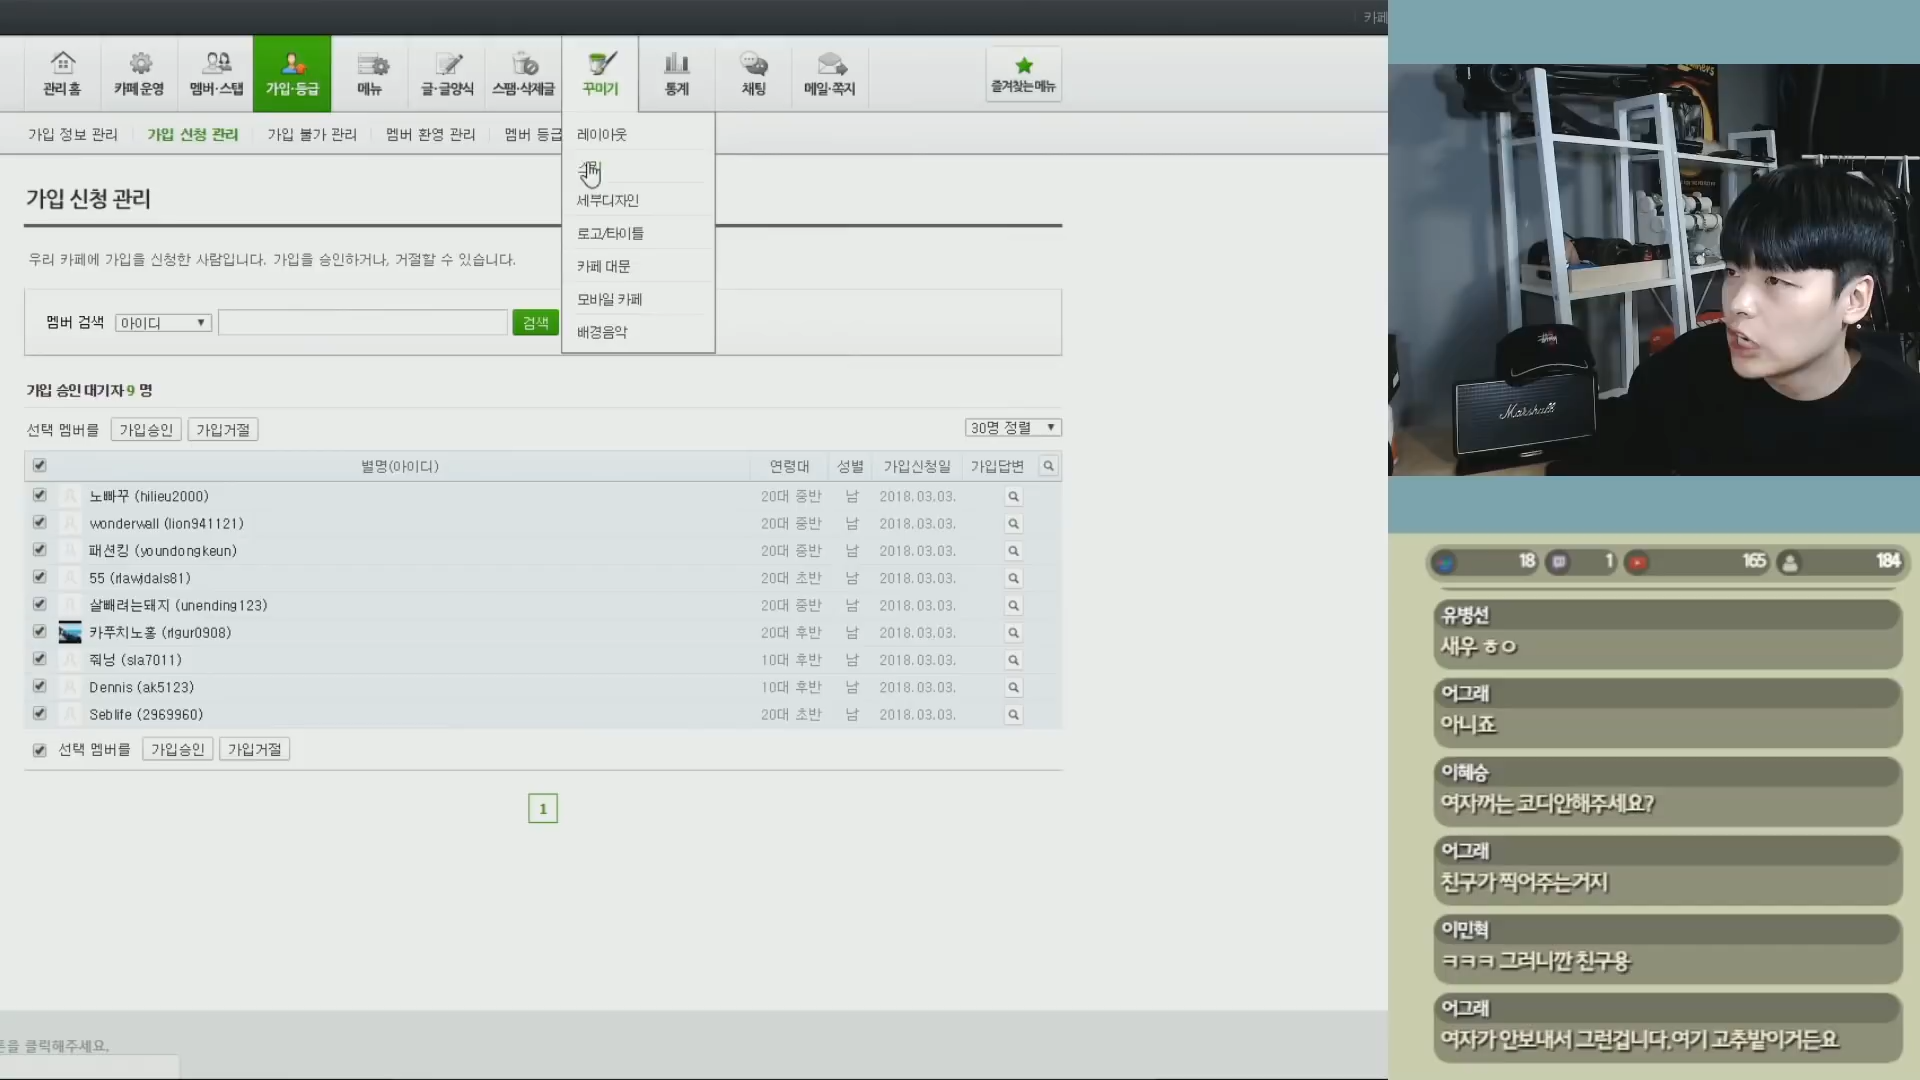 카페
관리 홈
카페 운영
멤버·스탭
가입·등급
메뉴
글·글양식
스팸·삭제글
꾸미기
통계
채팅
메일·쪽지
즐겨찾는메뉴
가입 정보 관리
가입 신청 관리
가입 불가 관리
멤버 환영 관리
멤버 등급
레이아웃
세부디자인
로고/타이틀
카페 대문
모바일 카페
배경음악
가입 신청 관리
우리 카페에 가입을 신청한 사람입니다. 가입을 승인하거나, 거절할 수 있습니다.
멤버 검색 아이디 검색
가입 승인 대기자 9 명
선택 멤버를 가입승인 가입거절 30명 정렬
별명(아이디) 연령대 성별 가입신청일 가입답변
노빠꾸 (hilieu2000) 20대 중반 남 2018.03.03.
wonderwall (lion941121) 20대 중반 남 2018.03.03.
패션킹 (youndongkeun) 20대 중반 남 2018.03.03.
55 (rlawjdals81) 20대 초반 남 2018.03.03.
살빼려는돼지 (unending123) 20대 중반 남 2018.03.03.
카푸치노홍 (rlgur0908) 20대 후반 남 2018.03.03.
줘닝 (sla7011) 10대 후반 남 2018.03.03.
Dennis (ak5123) 10대 후반 남 2018.03.03.
Seblife (2969960) 20대 초반 남 2018.03.03.
선택 멤버를 가입승인 가입거절
1
튼을 클릭해주세요.
Marshall
18 1 165 184
유병선
새우 ㅎㅇ
어그래
아니죠
이혜승
여자꺼는 코디안해주세요?
어그래
친구가 찍어주는거지
이민혁
ㅋㅋㅋ 그러니깐 친구용
어그래
여자가 안보내서 그런겁니다.여기 고추밭이거든요